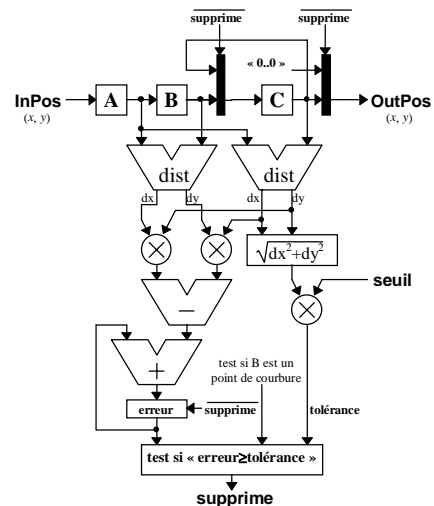 supprime
supprime
« 0..0 »
InPos
A
B
C
OutPos
(x, y)
(x, y)
dist
dist
dx
dy
dx
dy
×
×
√dx²+dy²
seuil
×
−
+
test si B est un
point de courbure
erreur
supprime
tolérance
test si « erreur≥tolérance »
supprime